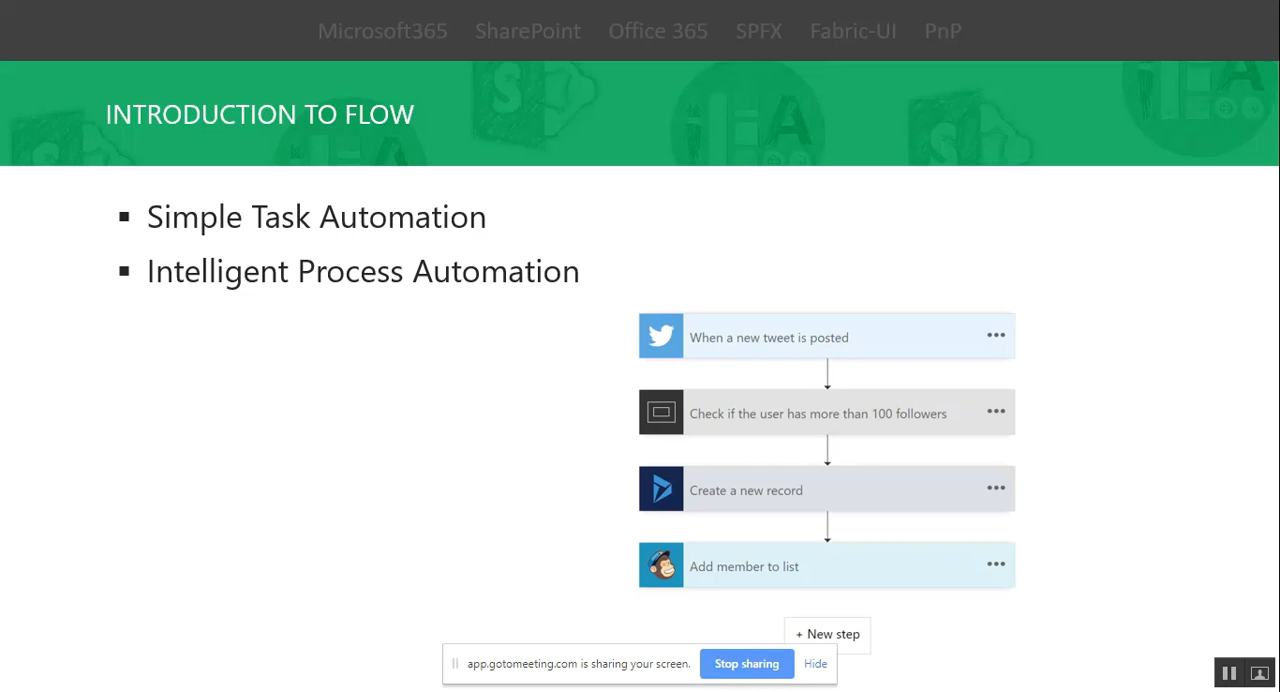 Microsoft365 SharePoint Office 365 SPFX Fabric-UI PnP
INTRODUCTION TO FLOW
▪ Simple Task Automation
▪ Intelligent Process Automation
When a new tweet is posted
Check if the user has more than 100 followers
Create a new record
Add member to list
+ New step
app.gotomeeting.com is sharing your screen. Stop sharing Hide